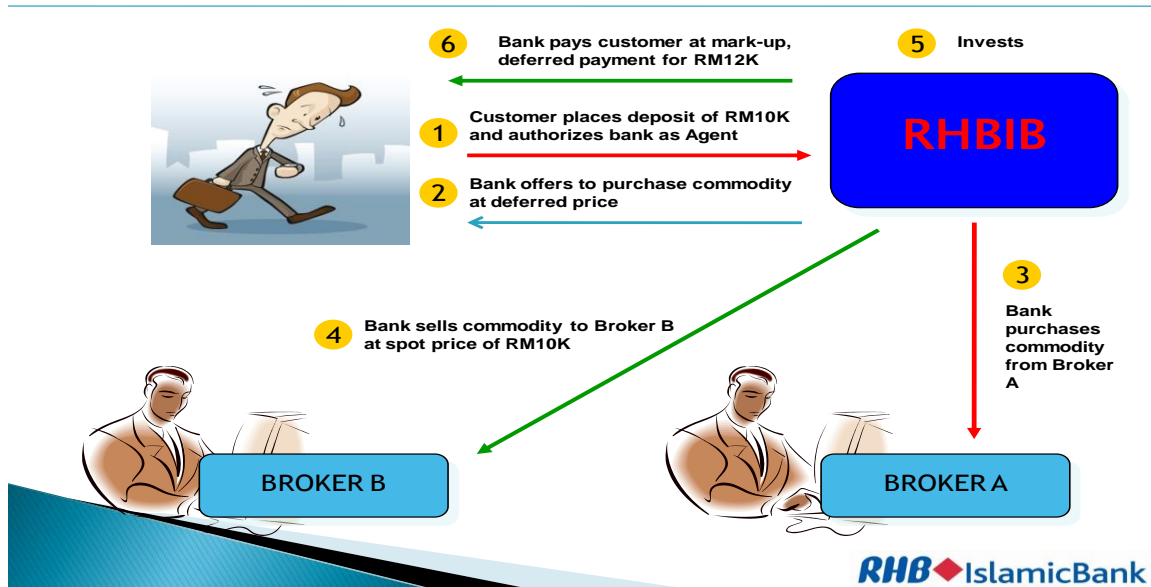 6
Bank pays customer at mark-up,
deferred payment for RM12K
5
Invests
1
Customer places deposit of RM10K
and authorizes bank as Agent
RHBIB
2
Bank offers to purchase commodity
at deferred price
3
Bank
purchases
commodity
from Broker
A
4
Bank sells commodity to Broker B
at spot price of RM10K
BROKER B
BROKER A
RHB IslamicBank